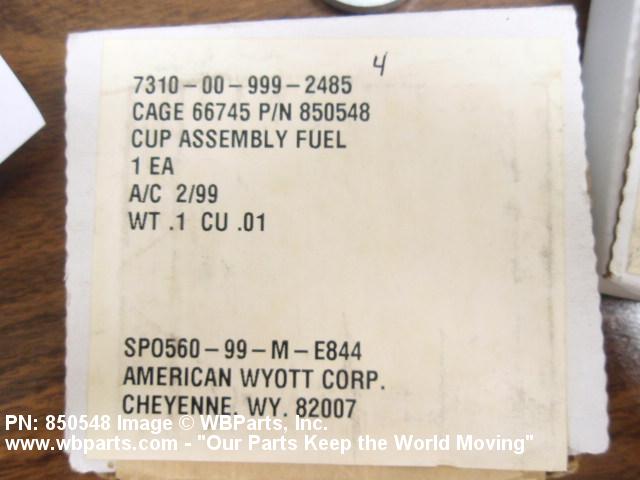 4
7310-00-999-2485
CAGE 66745 P/N 850548
CUP ASSEMBLY FUEL
1 EA
A/C 2/99
WT .1 CU .01
SPO560-99-M-E844
AMERICAN WYOTT CORP.
CHEYENNE, WY. 82007
PN: 850548 Image © WBParts, Inc.
www.wbparts.com - "Our Parts Keep the World Moving"